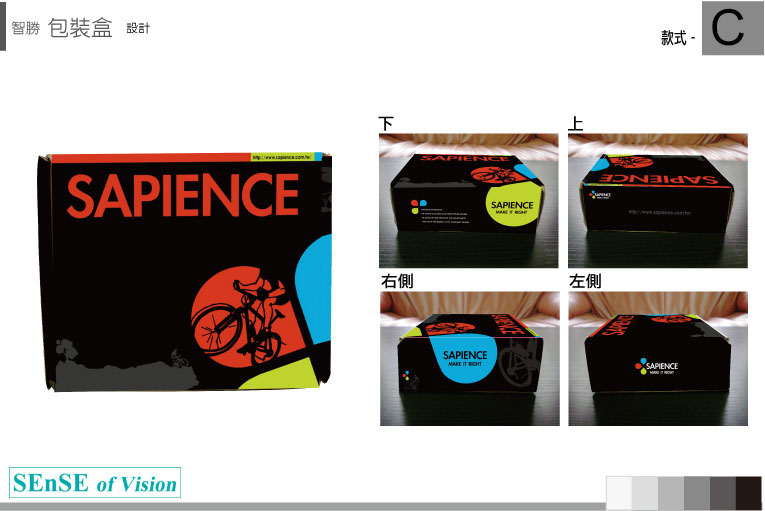 智勝 包裝盒 設計
款式 - C
http://www.sapience.com.tw/
SAPIENCE
下
SAPIENCE
SAPIENCE
MAKE IT RIGHT
上
SAPIENCE
SAPIENCE
http://www.sapience.com.tw/
右側
SAPIENCE
SAPIENCE
MAKE IT RIGHT
左側
SAPIENCE
SAPIENCE
MAKE IT RIGHT
SEnSE of Vision